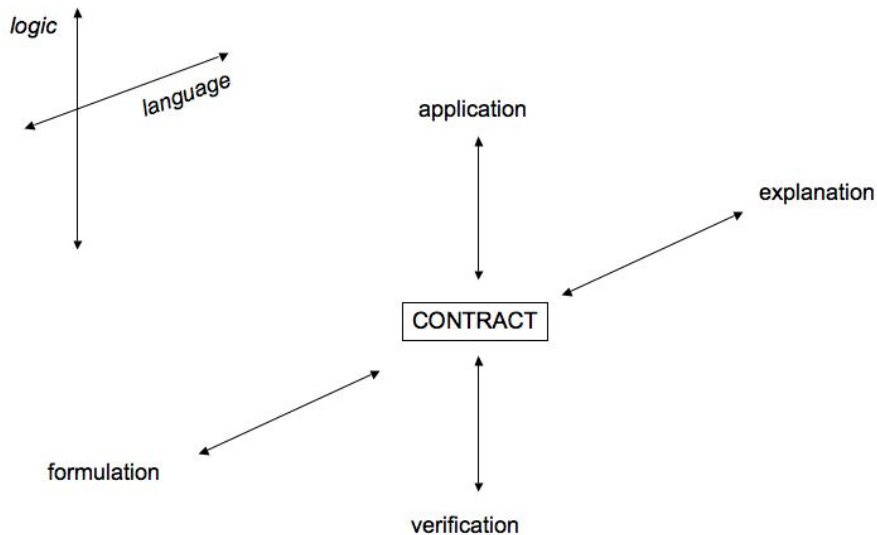 logic
language
application
explanation
CONTRACT
formulation
verification